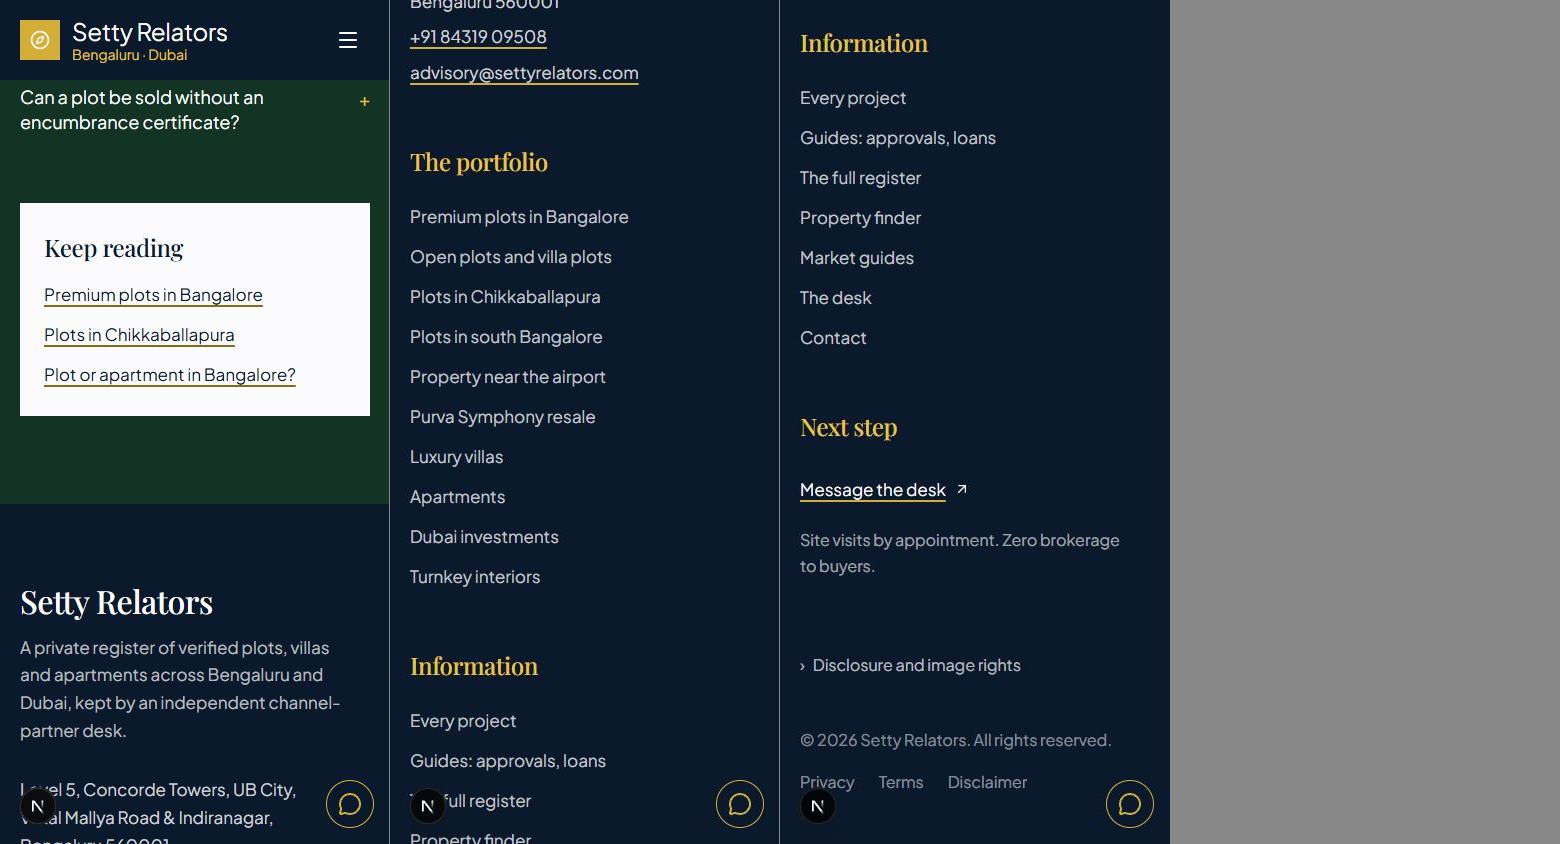 Setty Relators
Bengaluru · Dubai
Can a plot be sold without an
encumbrance certificate?
+
Keep reading
Premium plots in Bangalore
Plots in Chikkaballapura
Plot or apartment in Bangalore?
Setty Relators
A private register of verified plots, villas
and apartments across Bengaluru and
Dubai, kept by an independent channel-
partner desk.
Level 5, Concorde Towers, UB City,
Mallya Road & Indiranagar,
Bengaluru 560001
N
Bengaluru 560001
+91 84319 09508
advisory@settyrelators.com
The portfolio
Premium plots in Bangalore
Open plots and villa plots
Plots in Chikkaballapura
Plots in south Bangalore
Property near the airport
Purva Symphony resale
Luxury villas
Apartments
Dubai investments
Turnkey interiors
Information
Every project
Guides: approvals, loans
full register
Property finder
N
Information
Every project
Guides: approvals, loans
The full register
Property finder
Market guides
The desk
Contact
Next step
Message the desk
Site visits by appointment. Zero brokerage
to buyers.
› Disclosure and image rights
© 2026 Setty Relators. All rights reserved.
Privacy Terms Disclaimer
N